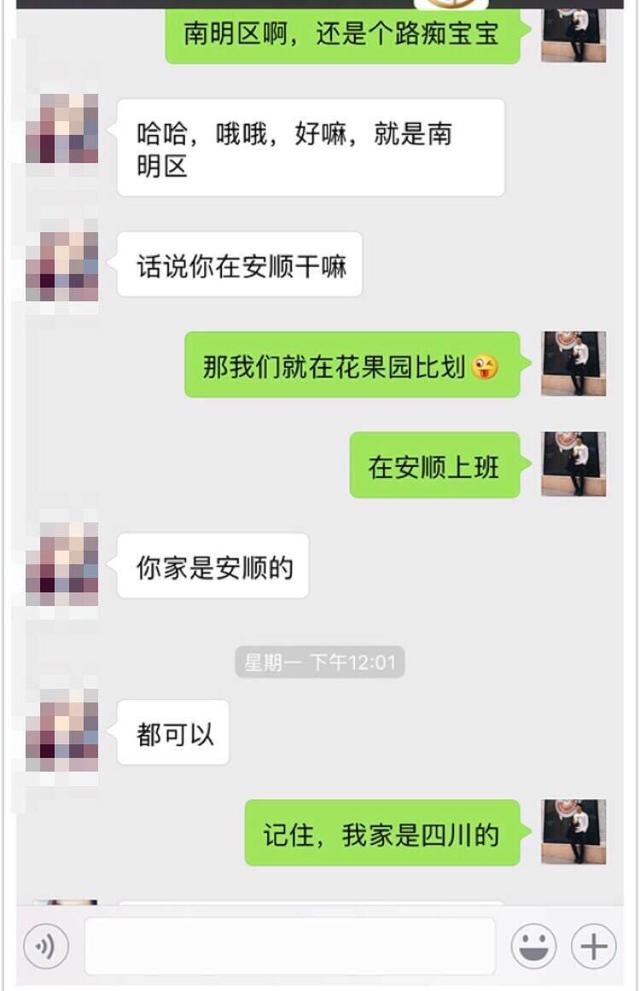 南明区啊，还是个路痴宝宝
哈哈，哦哦，好嘛，就是南
明区
话说你在安顺干嘛
那我们就在花果园比划😜
在安顺上班
你家是安顺的
星期一 下午12:01
都可以
记住，我家是四川的